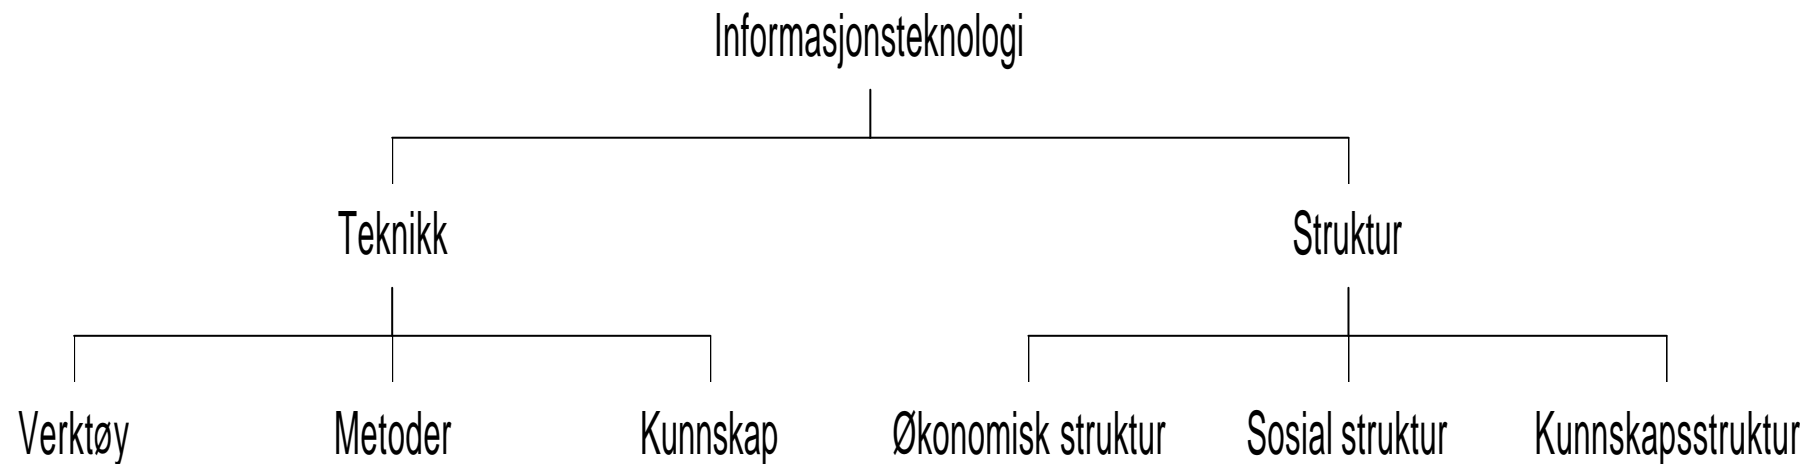 Informasjonsteknologi
Teknikk Struktur
Verktøy Metoder Kunnskap Økonomisk struktur Sosial struktur Kunnskapsstruktur